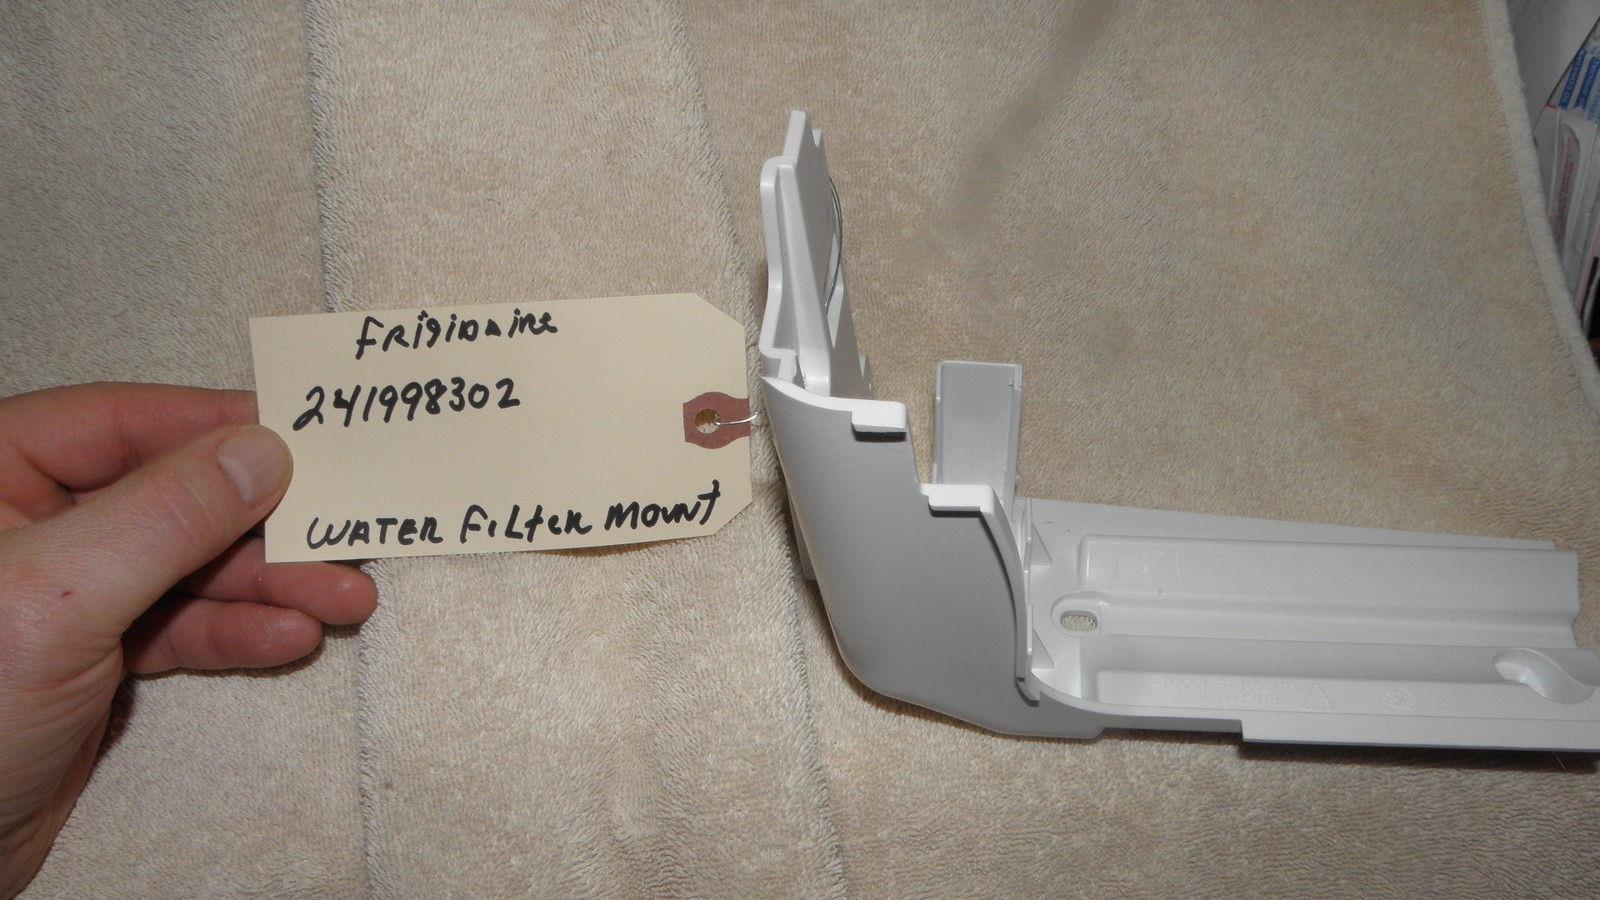 FRigiDAiRe
241998302
WATER FiLteR MOUNT